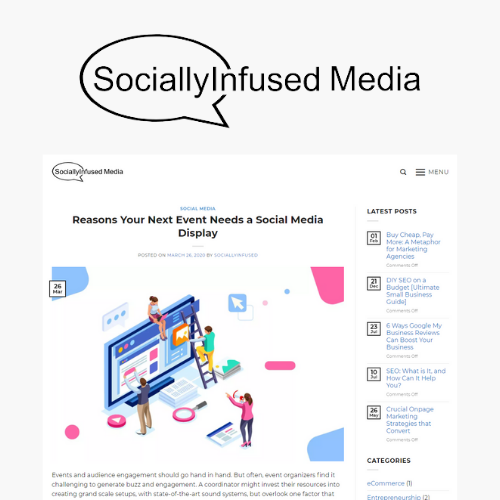 SociallyInfused Media
SociallyInfused Media
MENU
SOCIAL MEDIA
Reasons Your Next Event Needs a Social Media
Display
POSTED ON MARCH 26, 2020 BY SOCIALLYINFUSED
26
Mar
Events and audience engagement should go hand in hand. But often, event organizers find it
challenging to generate buzz and engagement. A coordinator might invest their resources into
creating grand scale setups, with state-of-the-art sound systems, but overlook one factor that
LATEST POSTS
01
Feb
Buy Cheap, Pay
More: A Metaphor
for Marketing
Agencies
Comments Off
21
Dec
DIY SEO on a
Budget [Ultimate
Small Business
Guide]
Comments Off
23
Jul
6 Ways Google My
Business Reviews
Can Boost Your
Business
Comments Off
10
Jul
SEO: What is It, and
How Can It Help
You?
Comments Off
26
May
Crucial Onpage
Marketing
Strategies that
Convert
Comments Off
CATEGORIES
eCommerce (1)
Entrepreneurship (2)